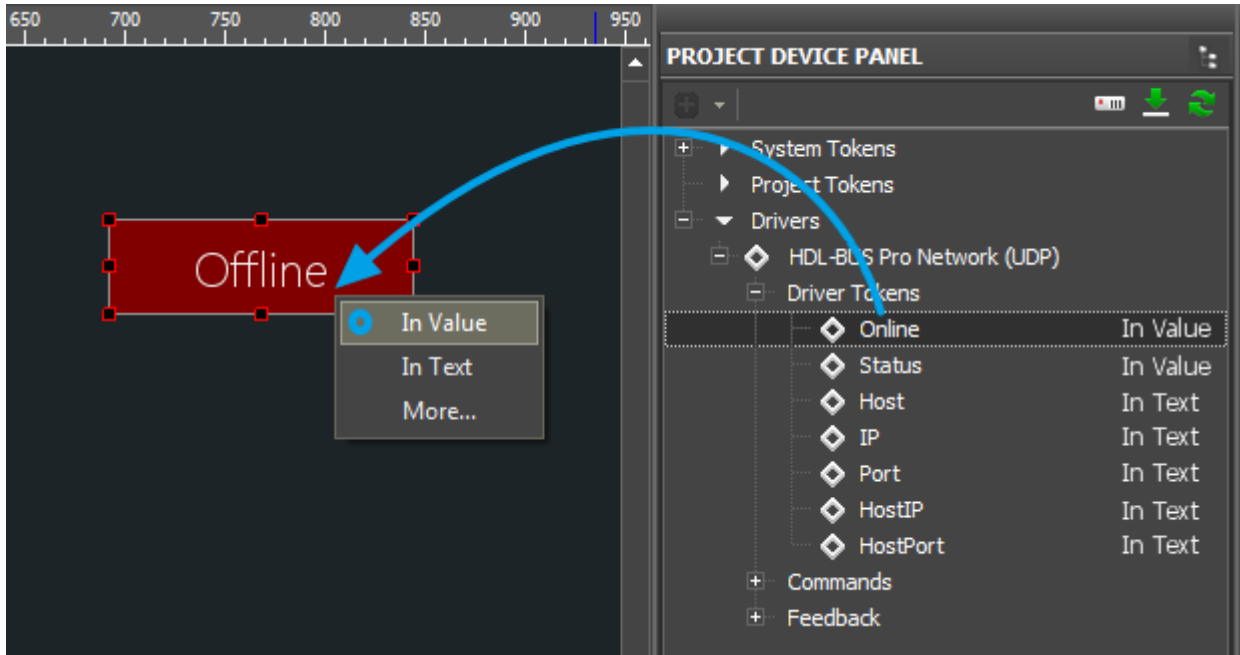 650 700 750 800 850 900 950
PROJECT DEVICE PANEL
System Tokens
Project Tokens
Drivers
HDL-BUS Pro Network (UDP)
Driver Tokens
Online In Value
Status In Value
Host In Text
IP In Text
Port In Text
HostIP In Text
HostPort In Text
Commands
Feedback
Offline
In Value
In Text
More...